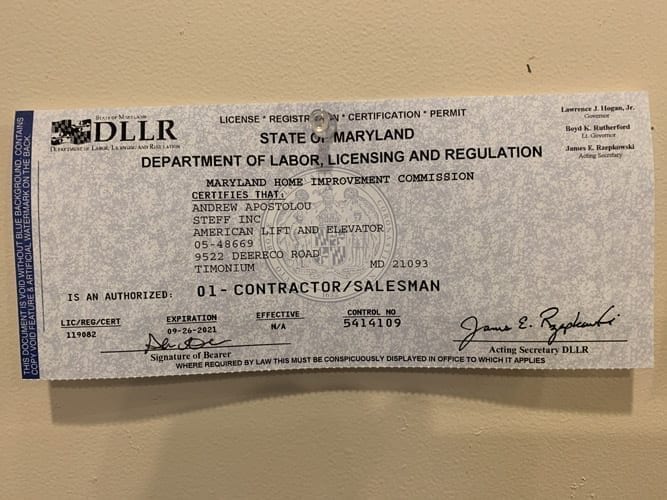 STATE OF MARYLAND
DLLR
DEPARTMENT OF LABOR, LICENSING AND REGULATION
LICENSE * REGISTRATION * CERTIFICATION * PERMIT
STATE OF MARYLAND
DEPARTMENT OF LABOR, LICENSING AND REGULATION
Lawrence J. Hogan, Jr.
Governor
Boyd K. Rutherford
Lt. Governor
James E. Rzepkowski
Acting Secretary
MARYLAND HOME IMPROVEMENT COMMISSION
CERTIFIES THAT:
ANDREW APOSTOLOU
STEFF INC
AMERICAN LIFT AND ELEVATOR
05-48669
9522 DEERECO ROAD
TIMONIUM MD 21093
IS AN AUTHORIZED: 01- CONTRACTOR/SALESMAN
LIC/REG/CERT EXPIRATION EFFECTIVE CONTROL NO
119082 09-26-2021 N/A 5414109
James E. Rzepkowski
Signature of Bearer Acting Secretary DLLR
WHERE REQUIRED BY LAW THIS MUST BE CONSPICUOUSLY DISPLAYED IN OFFICE TO WHICH IT APPLIES
THIS DOCUMENT IS VOID WITHOUT BLUE BACKGROUND, CONTAINS
COPY VOID FEATURE & ARTIFICIAL WATERMARK ON THE BACK.